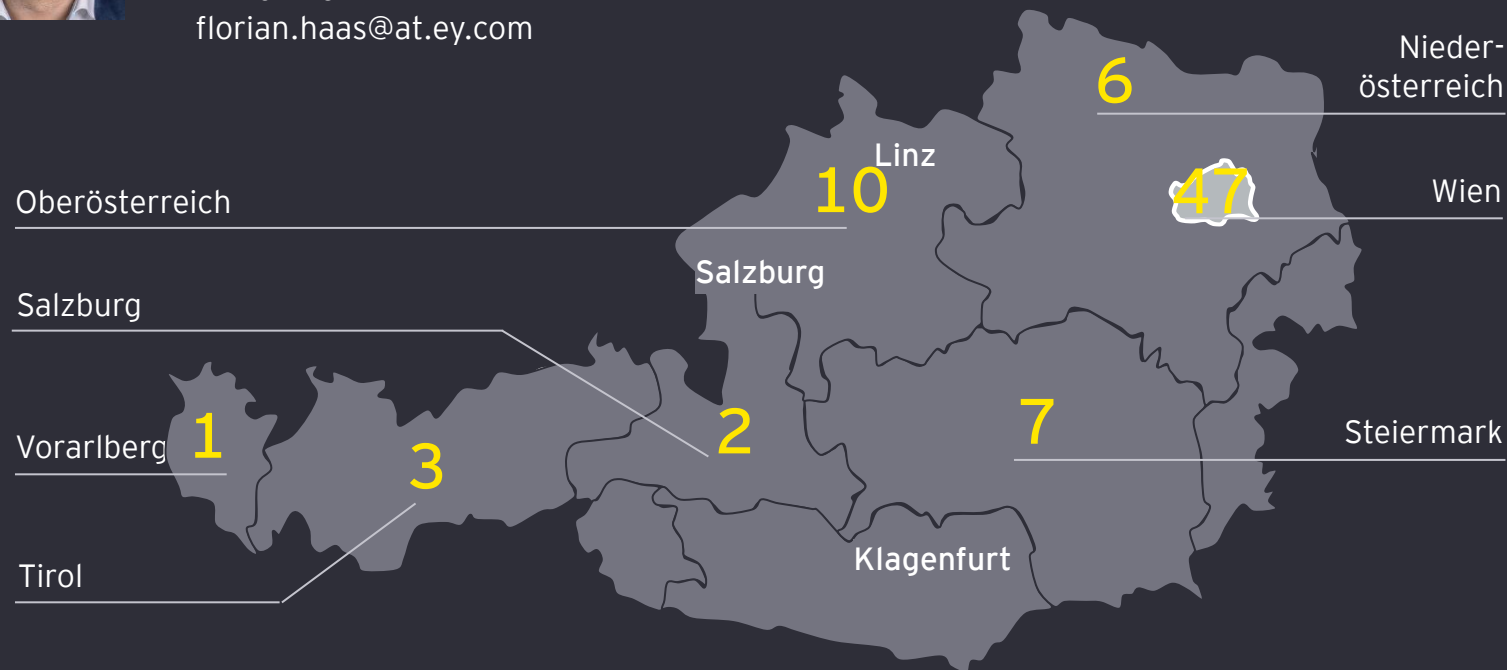 florian.haas@at.ey.com
Nieder-
österreich
6
Linz
Oberösterreich
10
47
Wien
Salzburg
Salzburg
Vorarlberg
1
3
2
7
Steiermark
Klagenfurt
Tirol